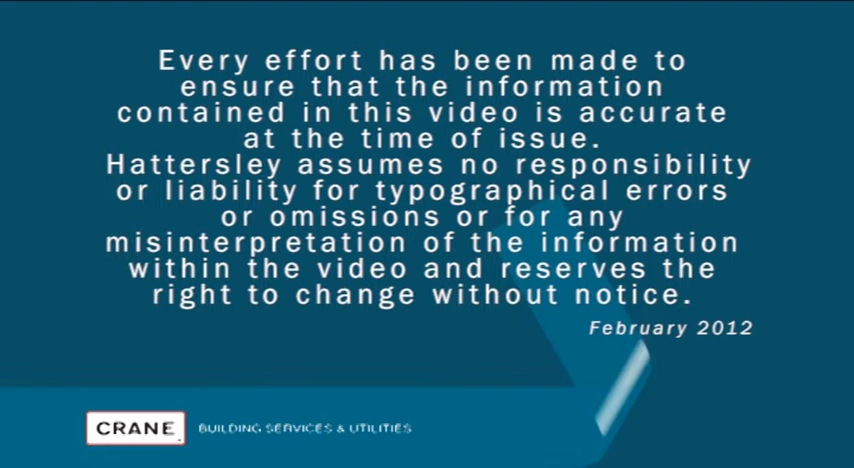 Every effort has been made to
ensure that the information
contained in this video is accurate
at the time of issue.
Hattersley assumes no responsibility
or liability for typographical errors
or omissions or for any
misinterpretation of the information
within the video and reserves the
right to change without notice.
February 2012
CRANE BUILDING SERVICES & UTILITIES